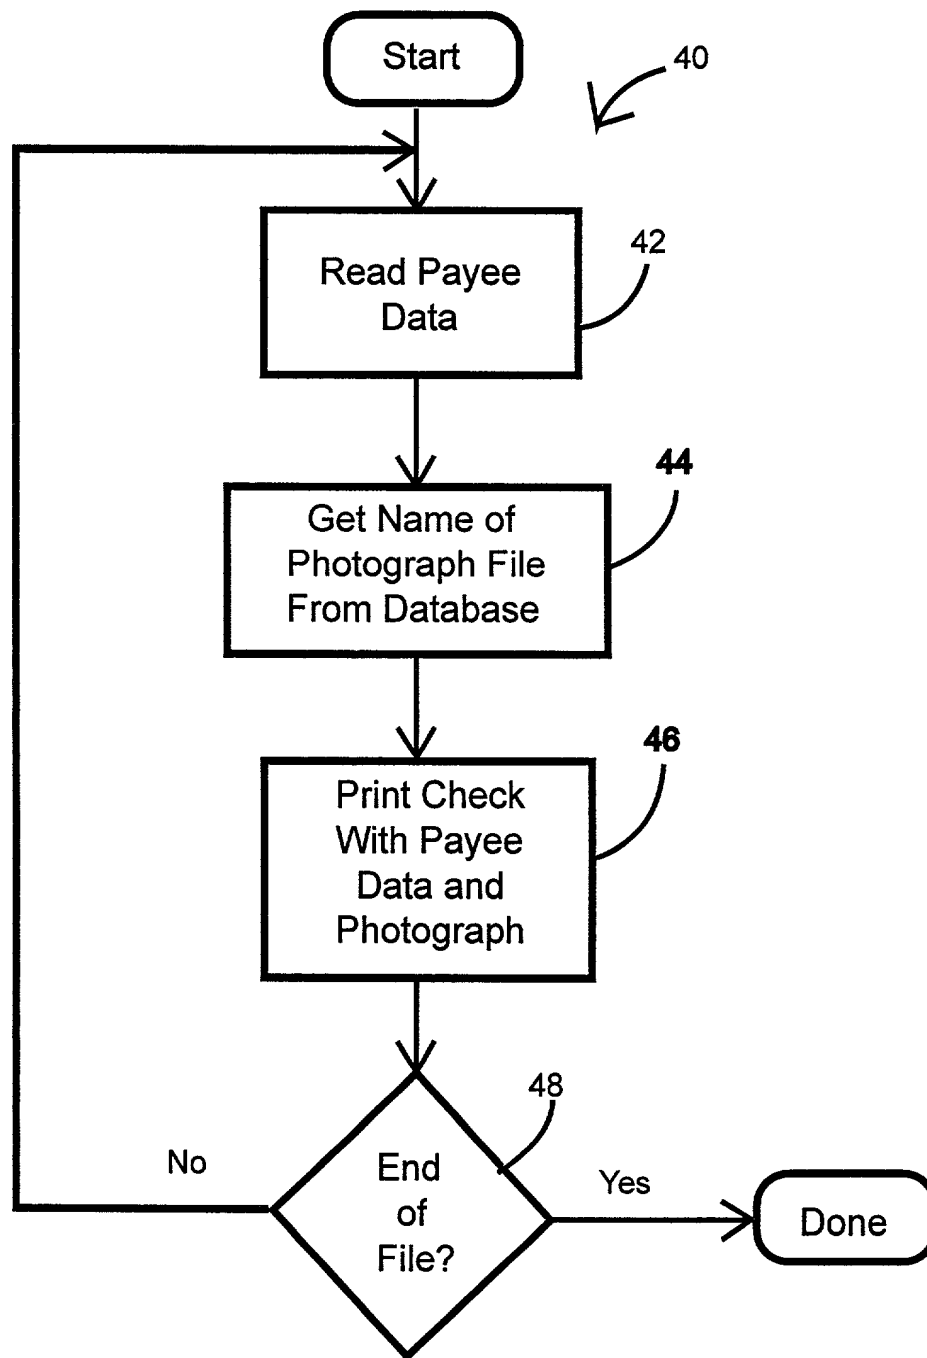 Start
40
Read Payee
Data
42
Get Name of
Photograph File
From Database
44
Print Check
With Payee
Data and
Photograph
46
End
of
File?
48
No
Yes
Done